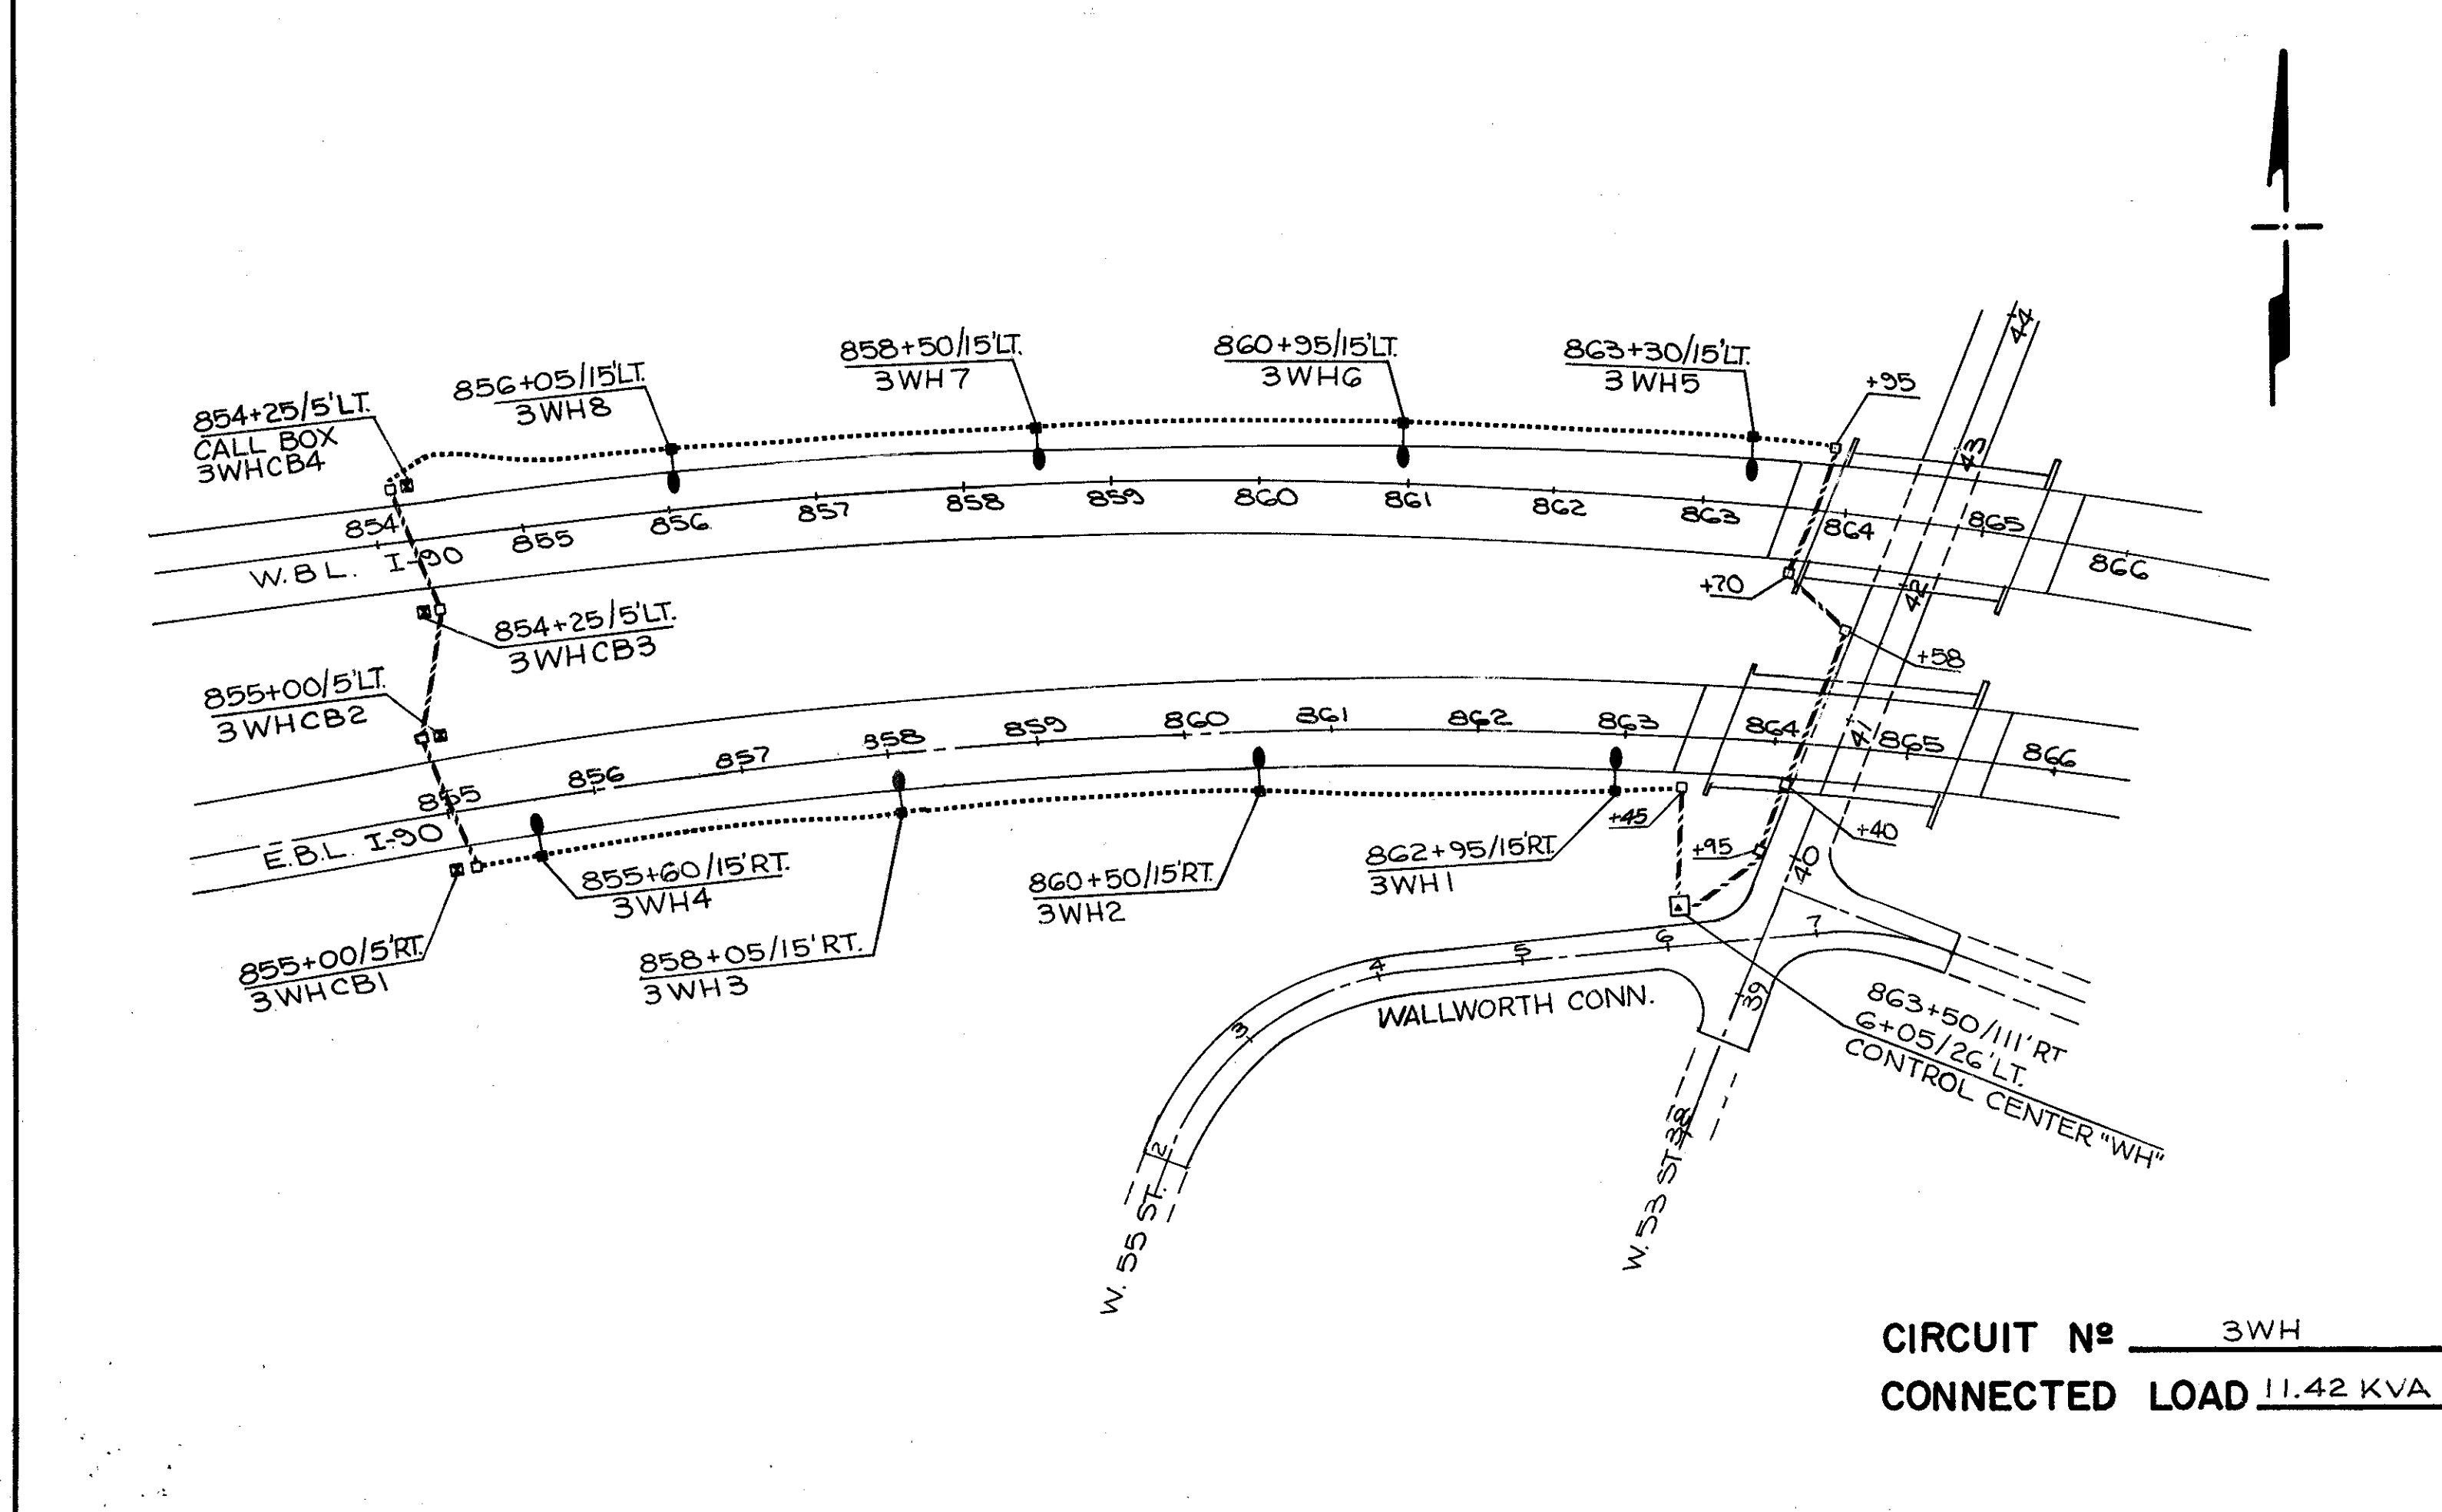 858+50/15'LT.
3WH7
860+95/15'LT.
3WH6
863+30/15'LT.
3WH5
856+05/15'LT.
3WH8
854+25/5'LT.
CALL BOX
3WHCB4
+95
44
43
854
855
856
857
858
859
860
861
862
863
864
865
866
W.B.L. I-90
+70
42
+58
854+25/5'LT.
3WHCB3
855+00/5'LT.
3WHCB2
855
856
857
858
859
860
861
862
863
864
41
865
866
E.B.L. I-90
+45
+95
+40
40
855+60/15'RT.
3WH4
860+50/15'RT.
3WH2
862+95/15'RT.
3WH1
855+00/5'RT.
3WHCB1
858+05/15'RT.
3WH3
2
3
4
5
6
7
39
38
WALLWORTH CONN.
863+50/111'RT
6+05/26'LT.
CONTROL CENTER "WH"
W. 55 ST.
W. 53 ST.
CIRCUIT Nº 3WH
CONNECTED LOAD 11.42 KVA